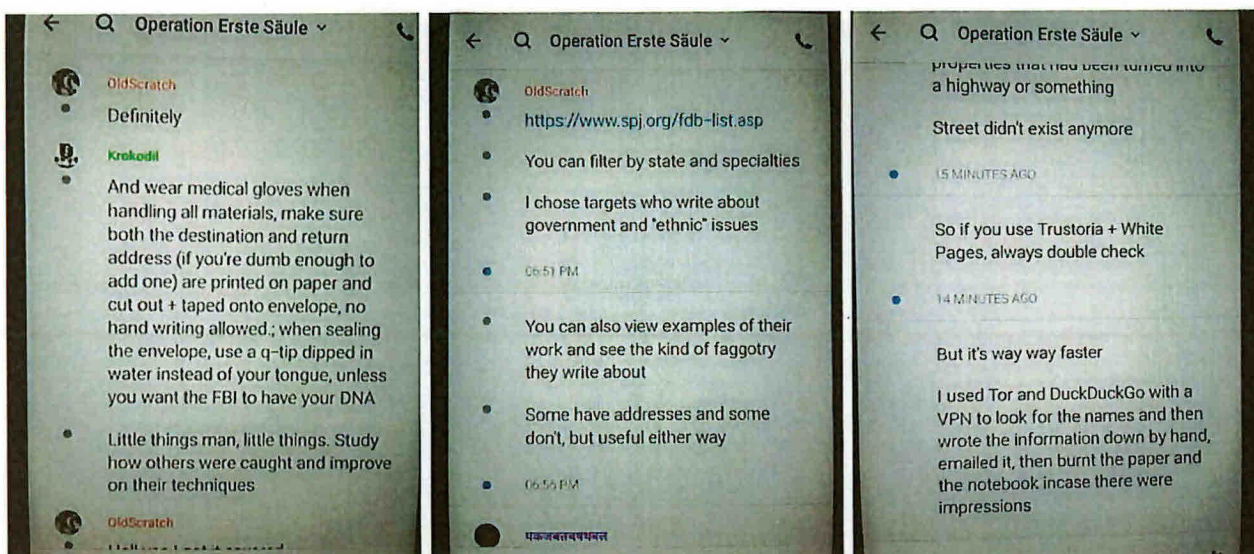 Operation Erste Säule
OldScratch
Definitely
Krokodil
And wear medical gloves when
handling all materials, make sure
both the destination and return
address (if you're dumb enough to
add one) are printed on paper and
cut out + taped onto envelope, no
hand writing allowed.; when sealing
the envelope, use a q-tip dipped in
water instead of your tongue, unless
you want the FBI to have your DNA
Little things man, little things. Study
how others were caught and improve
on their techniques
OldScratch
Operation Erste Säule
OldScratch
https://www.spj.org/fdb-list.asp
You can filter by state and specialties
I chose targets who write about
government and "ethnic" issues
06:51 PM
You can also view examples of their
work and see the kind of faggotry
they write about
Some have addresses and some
don't, but useful either way
06:56 PM
Operation Erste Säule
properties that had been turned into
a highway or something
Street didn't exist anymore
15 MINUTES AGO
So if you use Trustoria + White
Pages, always double check
14 MINUTES AGO
But it's way way faster
I used Tor and DuckDuckGo with a
VPN to look for the names and then
wrote the information down by hand,
emailed it, then burnt the paper and
the notebook incase there were
impressions